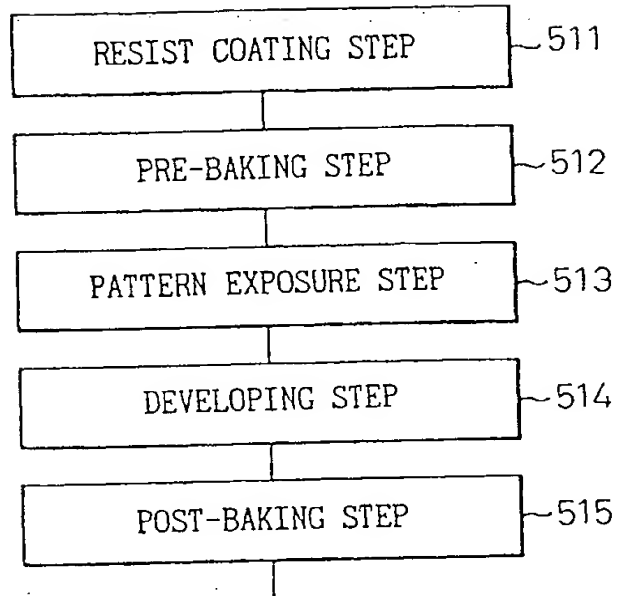 RESIST COATING STEP 511
PRE-BAKING STEP 512
PATTERN EXPOSURE STEP 513
DEVELOPING STEP 514
POST-BAKING STEP 515